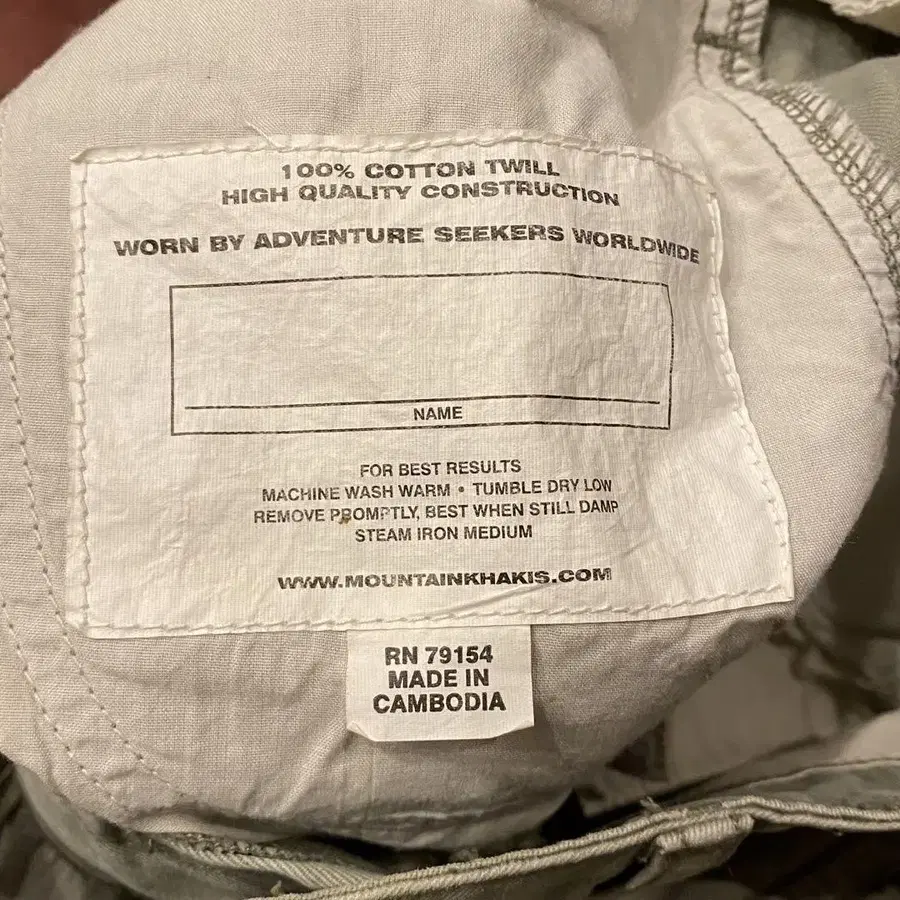 100% COTTON TWILL
HIGH QUALITY CONSTRUCTION
WORN BY ADVENTURE SEEKERS WORLDWIDE
NAME
FOR BEST RESULTS
MACHINE WASH WARM • TUMBLE DRY LOW
REMOVE PROMPTLY, BEST WHEN STILL DAMP
STEAM IRON MEDIUM
WWW.MOUNTAINKHAKIS.COM
RN 79154
MADE IN
CAMBODIA